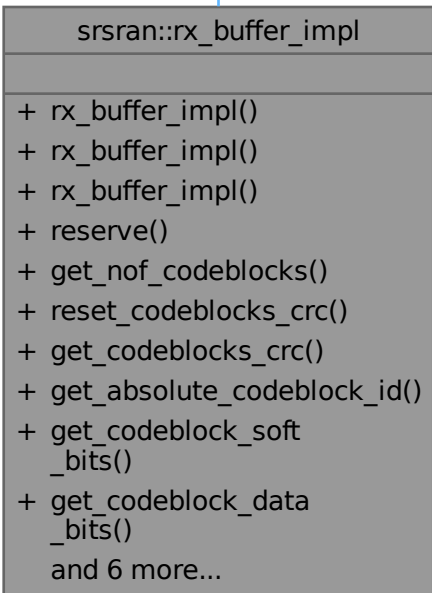 srsran::rx_buffer_impl
+ rx_buffer_impl()
+ rx_buffer_impl()
+ rx_buffer_impl()
+ reserve()
+ get_nof_codeblocks()
+ reset_codeblocks_crc()
+ get_codeblocks_crc()
+ get_absolute_codeblock_id()
+ get_codeblock_soft
_bits()
+ get_codeblock_data
_bits()
and 6 more...